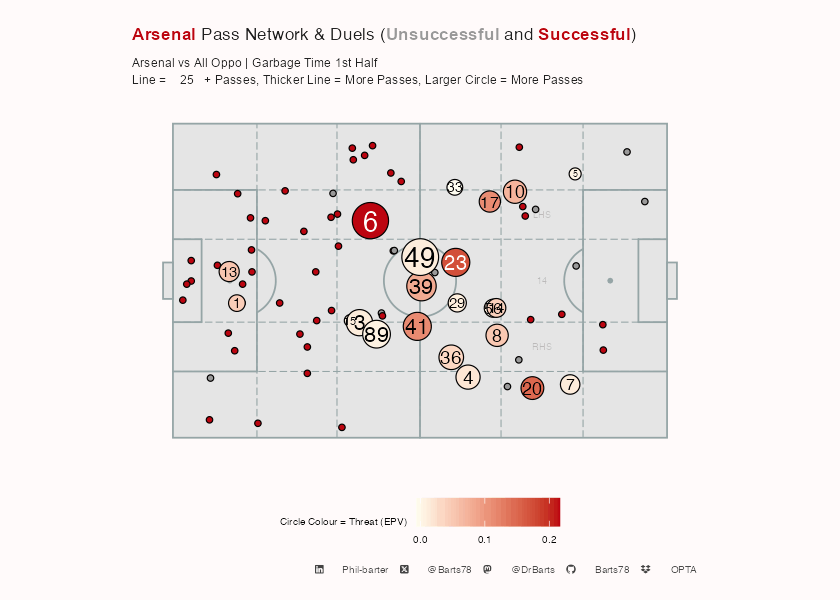 Arsenal Pass Network & Duels (Unsuccessful and Successful)
Arsenal vs All Oppo | Garbage Time 1st Half
Line = 25 + Passes, Thicker Line = More Passes, Larger Circle = More Passes
5
33
10
17
LHS
6
49
23
13
39
14
1
29
3
41
89
8
RHS
36
4
20
7
Circle Colour = Threat (EPV)
0.0 0.1 0.2
Phil-barter @Barts78 @DrBarts Barts78 OPTA